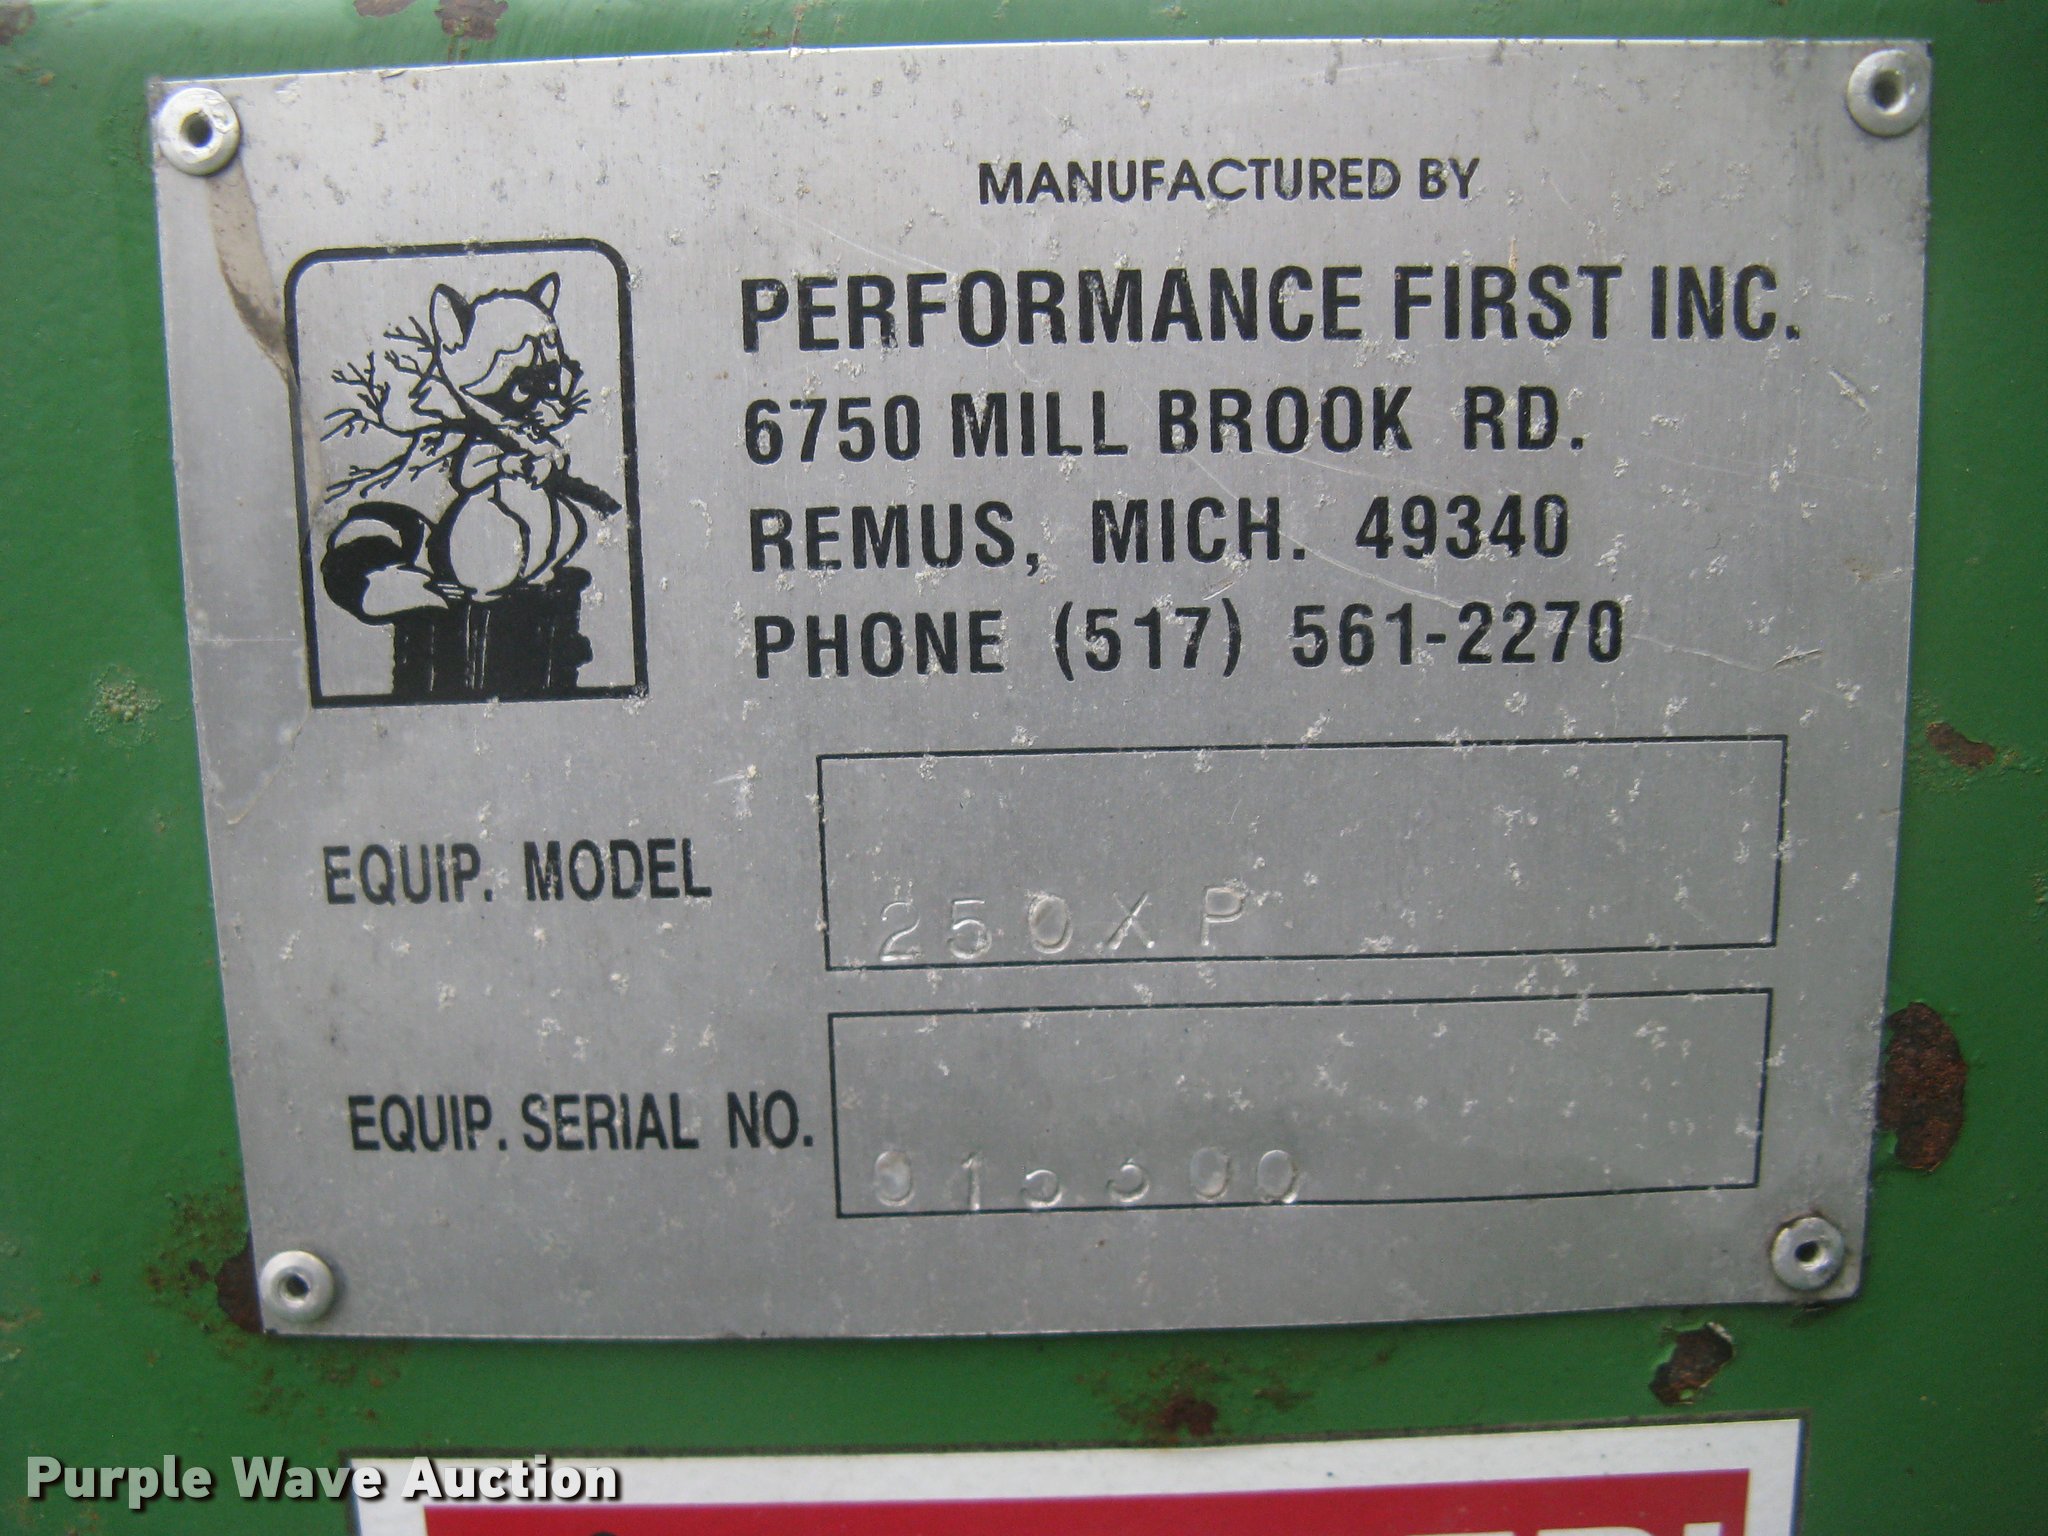 MANUFACTURED BY
PERFORMANCE FIRST INC.
6750 MILL BROOK RD.
REMUS, MICH. 49340
PHONE (517) 561-2270
EQUIP. MODEL 250XP
EQUIP. SERIAL NO.
Purple Wave Auction